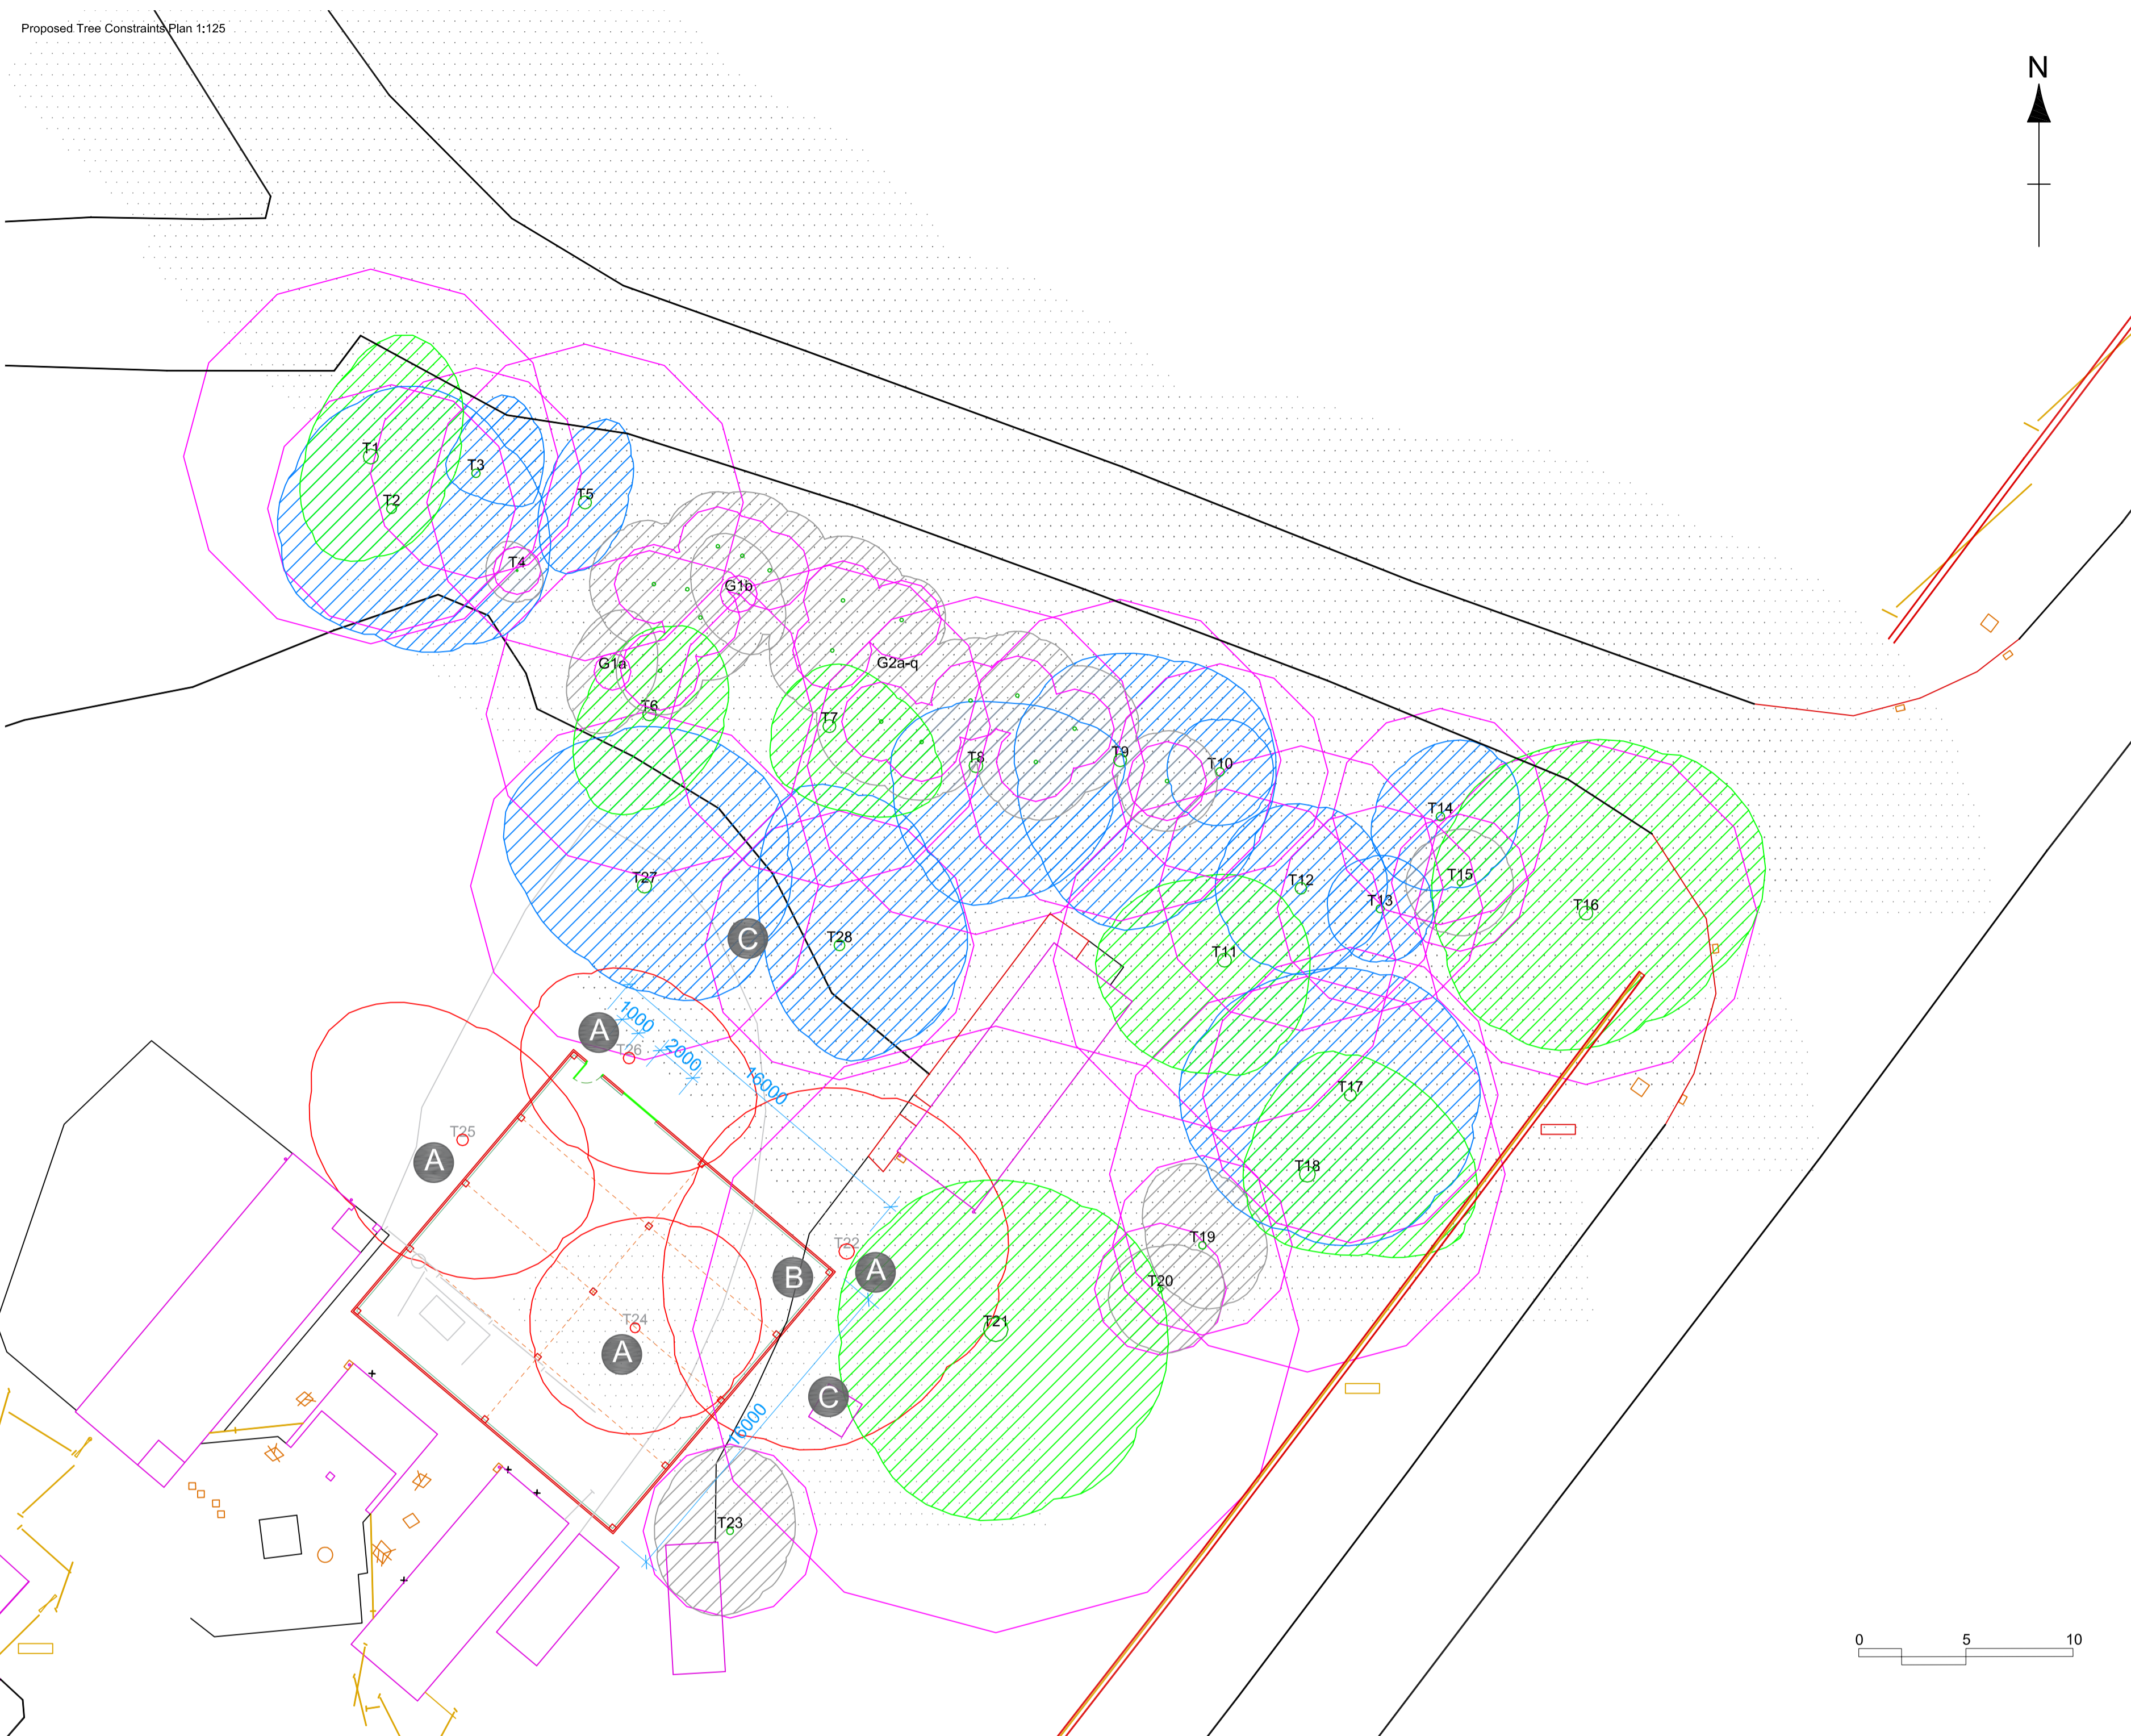 Proposed Tree Constraints Plan 1:125
N
T1
T3
T2
T5
T4
G1b
G1a
G2a-q
T6
T7
T8
T9
T10
T14
T27
T12
T15
T13
T16
T28
C
T11
1000
A
T26
2000
16000
T17
T25
A
T18
T22
T19
B
A
T20
T24
T21
A
C
16000
T23
0 5 10